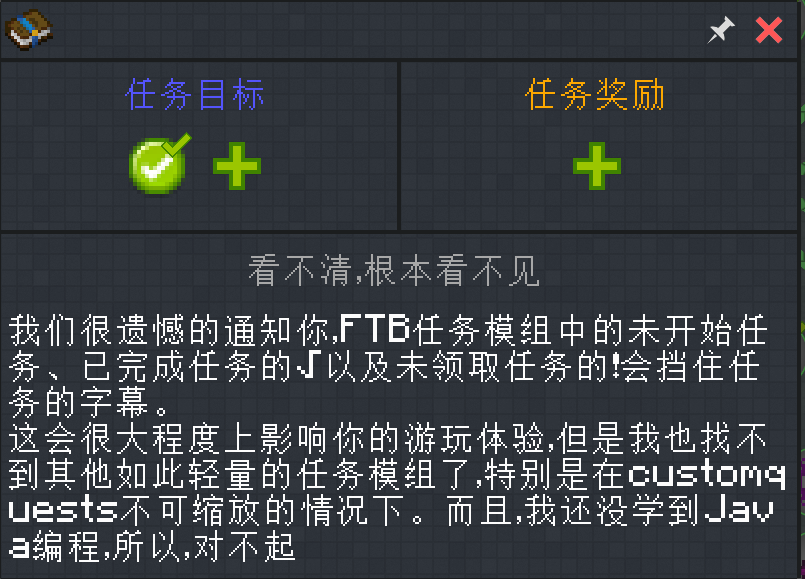 任务目标
任务奖励
看不清,根本看不见
我们很遗憾的通知你,FTB任务模组中的未开始任
务、已完成任务的√以及未领取任务的!会挡住任
务的字幕。
这会很大程度上影响你的游玩体验,但是我也找不
到其他如此轻量的任务模组了,特别是在customq
uests不可缩放的情况下。而且,我还没学到Jav
a编程,所以,对不起